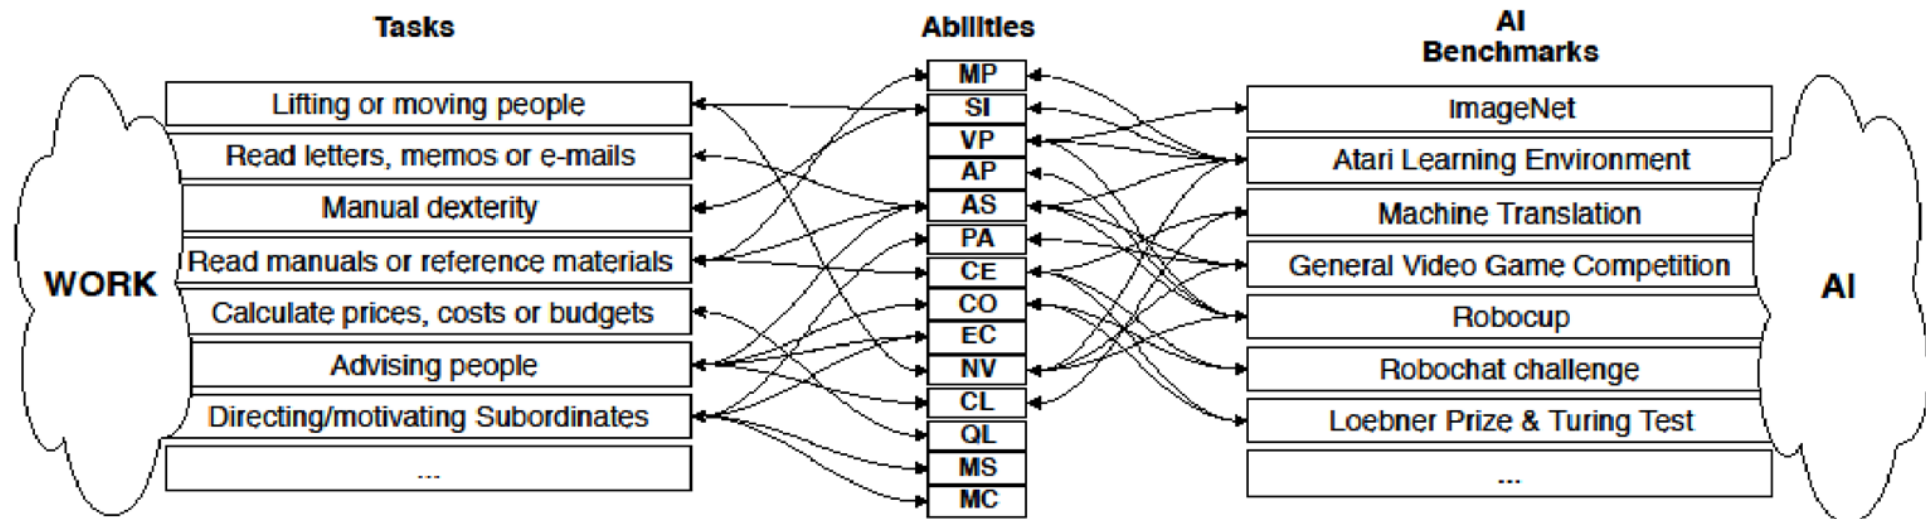 Tasks
Abilities
AI
Benchmarks
WORK
Lifting or moving people
Read letters, memos or e-mails
Manual dexterity
Read manuals or reference materials
Calculate prices, costs or budgets
Advising people
Directing/motivating Subordinates
...
MP
SI
VP
AP
AS
PA
CE
CO
EC
NV
CL
QL
MS
MC
ImageNet
Atari Learning Environment
Machine Translation
General Video Game Competition
Robocup
Robochat challenge
Loebner Prize & Turing Test
...
AI